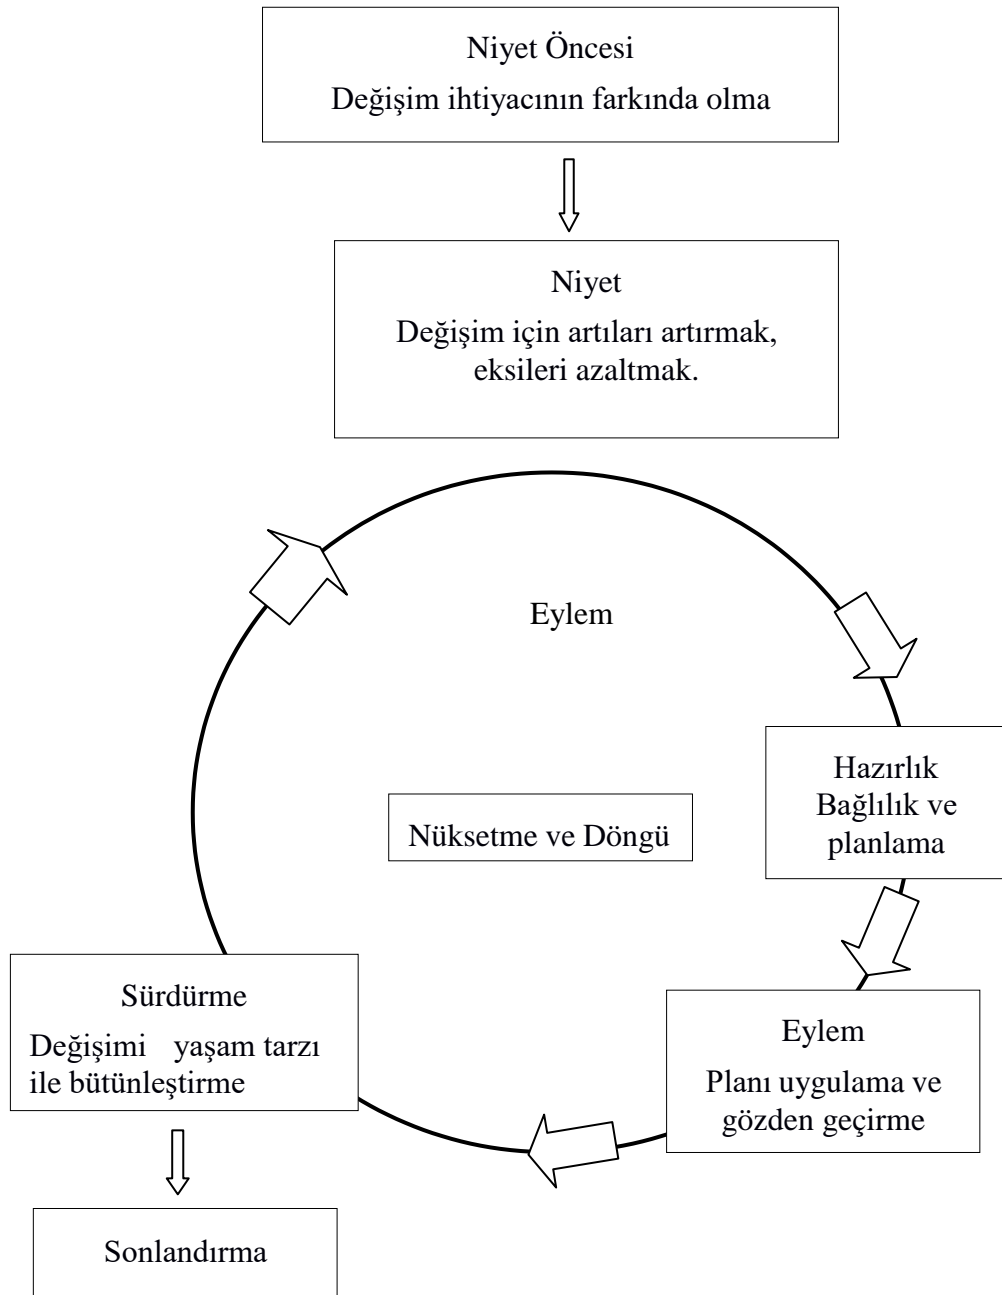 Niyet Öncesi
Değişim ihtiyacının farkında olma
Niyet
Değişim için artıları artırmak,
eksileri azaltmak.
Eylem
Hazırlık
Bağlılık ve
planlama
Nüksetme ve Döngü
Sürdürme
Değişimi yaşam tarzı
ile bütünleştirme
Eylem
Planı uygulama ve
gözden geçirme
Sonlandırma